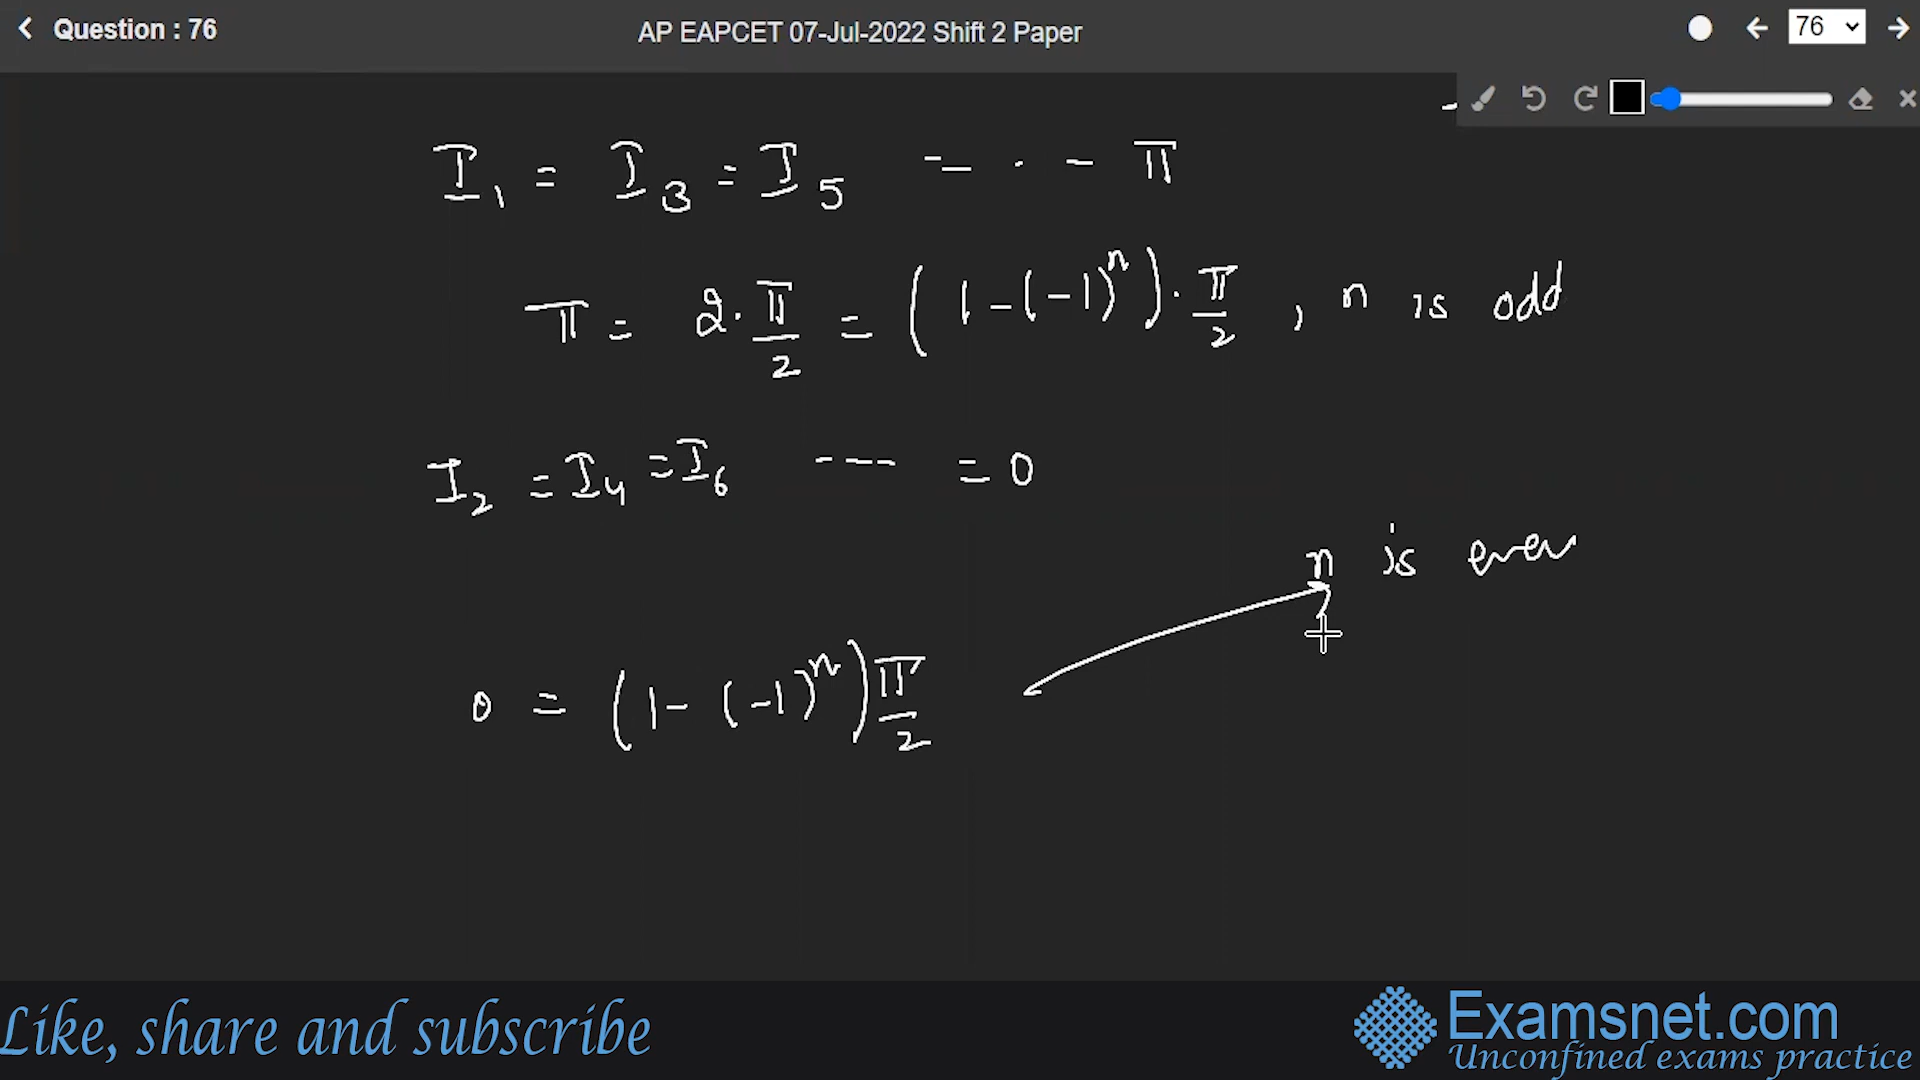 Question : 76
AP EAPCET 07-Jul-2022 Shift 2 Paper
76
I₁ = I₃ = I₅ - - · - π
π = 2·π/2 = (1-(-1)ⁿ)·π/2 , n is odd
I₂ = I₄ = I₆ ---- = 0
n is even
0 = (1-(-1)ⁿ)π/2
Like, share and subscribe
Examsnet.com
Unconfined exams practice